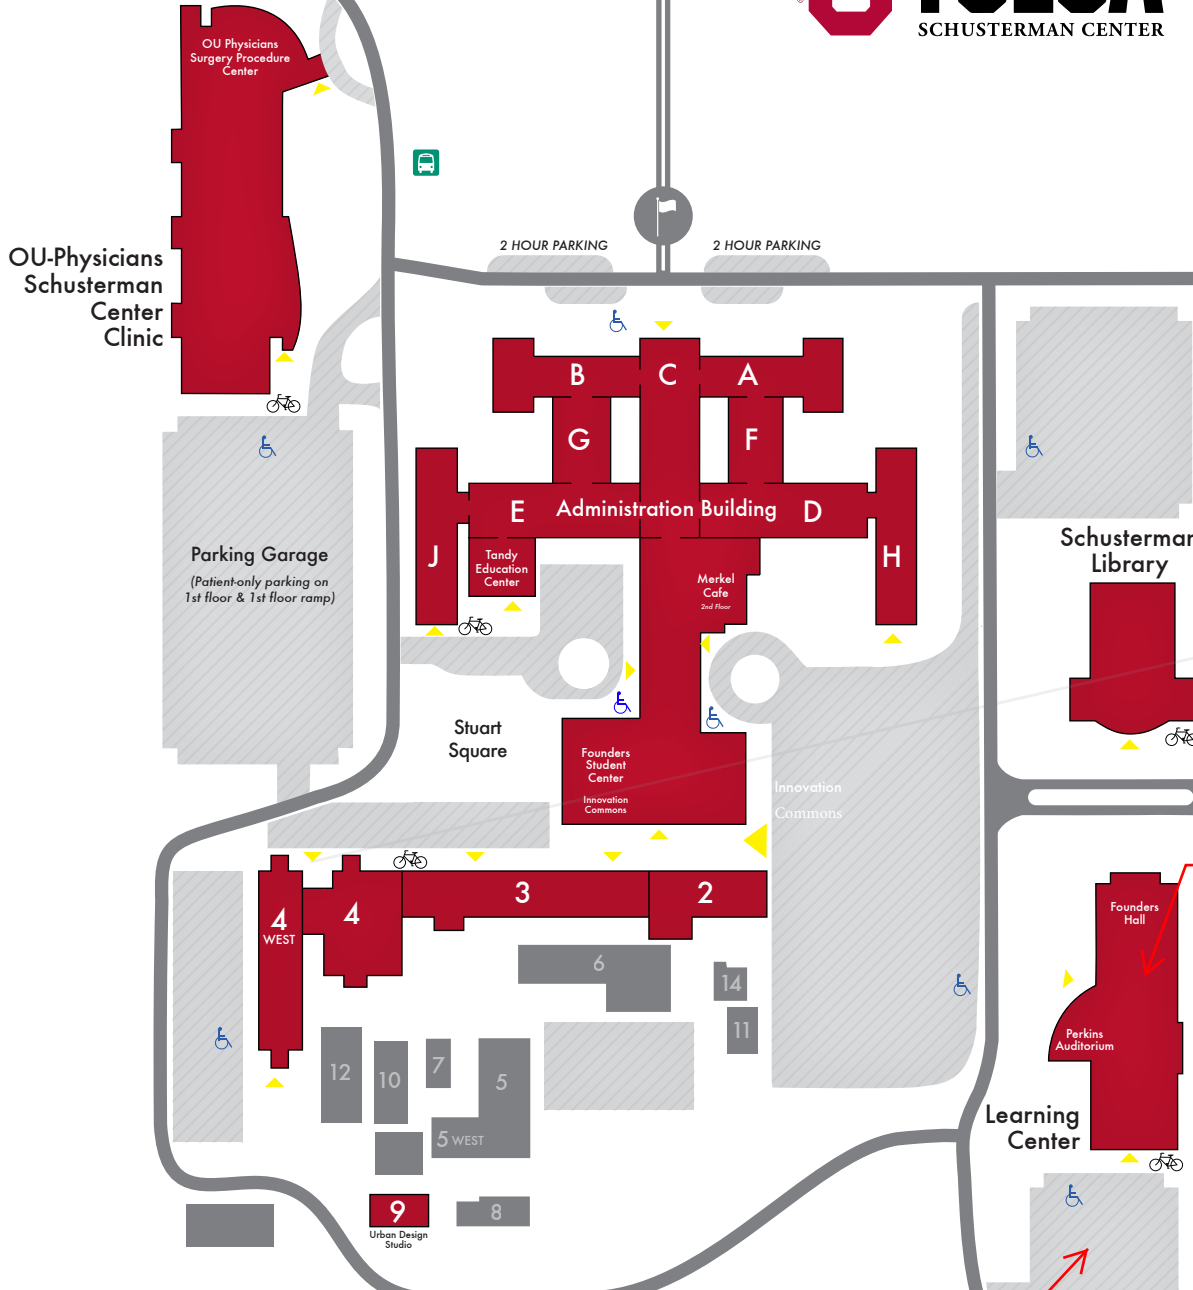 SCHUSTERMAN CENTER
OU Physicians
Surgery Procedure
Center
OU-Physicians
Schusterman
Center
Clinic
2 HOUR PARKING
2 HOUR PARKING
B
C
A
G
F
E
Administration Building
D
J
H
Tandy
Education
Center
Merkel
Cafe
2nd Floor
Parking Garage
(Patient-only parking on
1st floor & 1st floor ramp)
Schusterman
Library
Stuart
Square
Founders
Student
Center
Innovation
Commons
Innovation
Commons
4
WEST
4
3
2
6
14
11
12
10
7
5
5 WEST
9
Urban Design
Studio
8
Founders
Hall
Perkins
Auditorium
Learning
Center